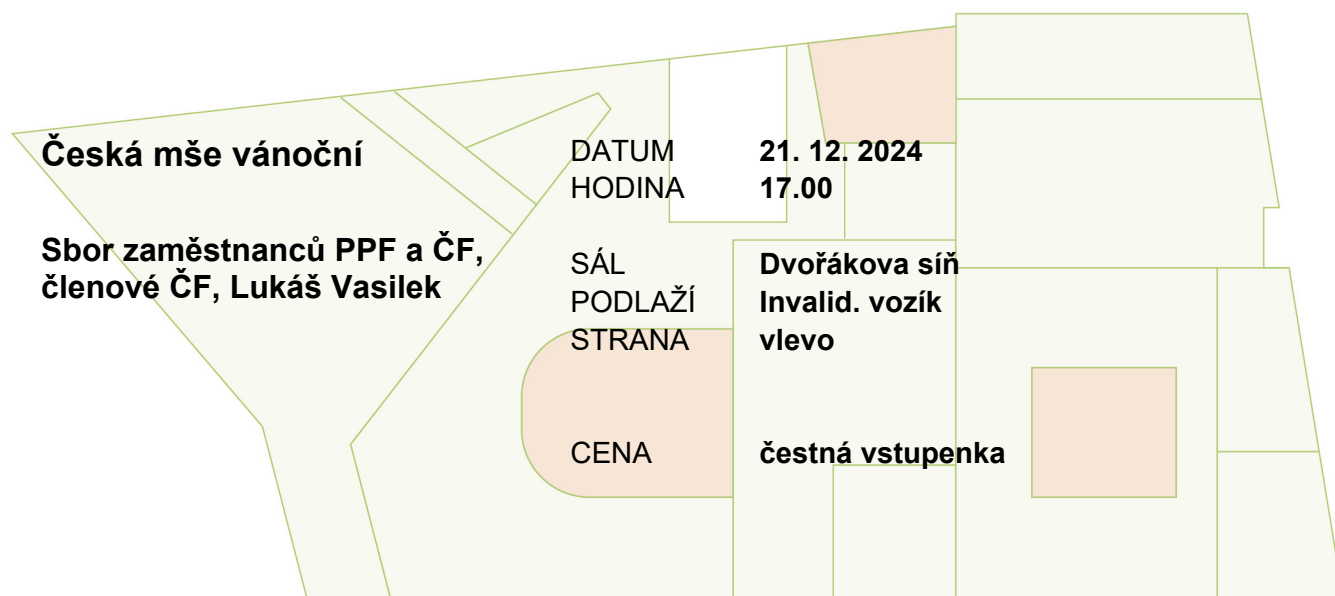 Česká mše vánoční
Sbor zaměstnanců PPF a ČF,
členové ČF, Lukáš Vasilek
DATUM 21. 12. 2024
HODINA 17.00
SÁL Dvořákova síň
PODLAŽÍ Invalid. vozík
STRANA vlevo
CENA čestná vstupenka